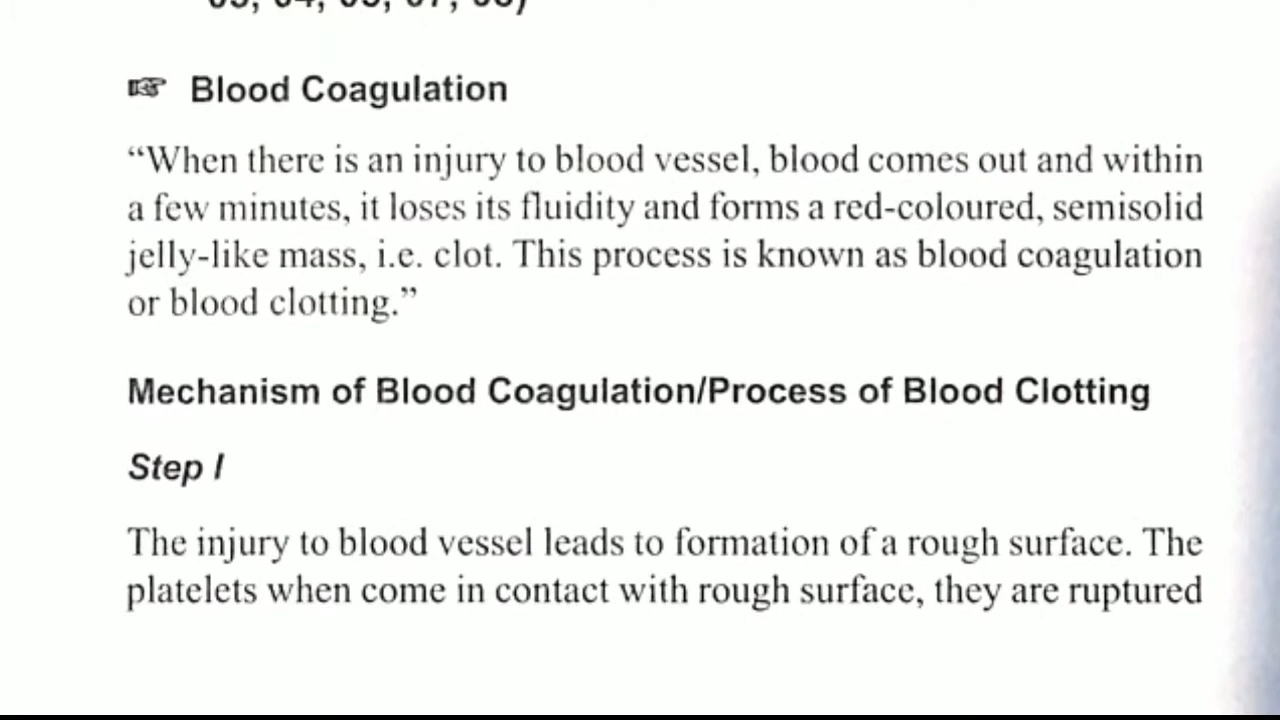 ☞ Blood Coagulation
“When there is an injury to blood vessel, blood comes out and within
a few minutes, it loses its fluidity and forms a red-coloured, semisolid
jelly-like mass, i.e. clot. This process is known as blood coagulation
or blood clotting.”
Mechanism of Blood Coagulation/Process of Blood Clotting
Step I
The injury to blood vessel leads to formation of a rough surface. The
platelets when come in contact with rough surface, they are ruptured